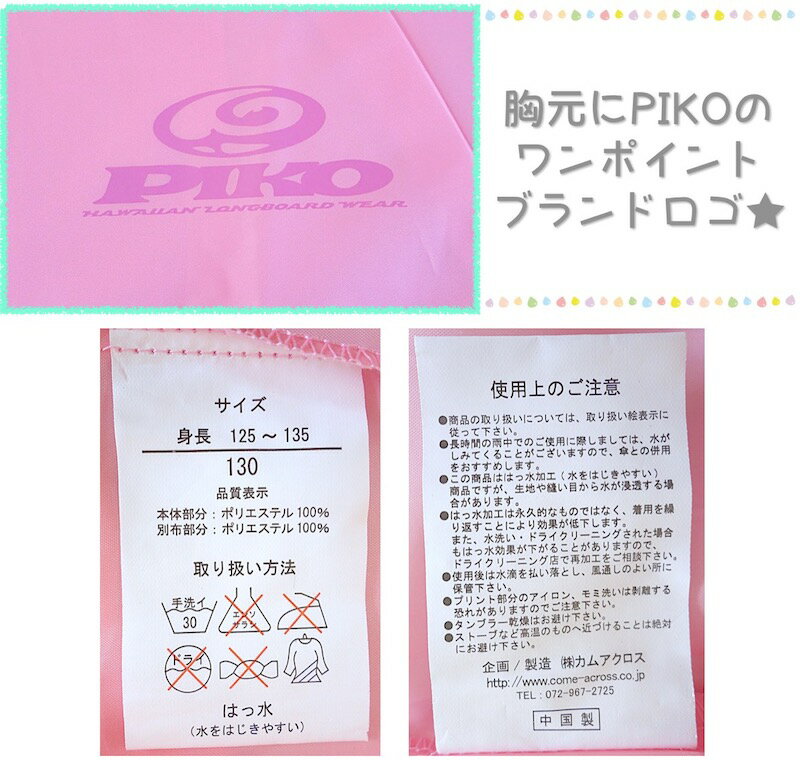 PIKO
HAWAIIAN LONGBOARD WEAR
胸元にPIKOの
ワンポイント
ブランドロゴ★
サイズ
身長 125～135
130
品質表示
本体部分：ポリエステル100%
別布部分：ポリエステル100%
取り扱い方法
手洗イ
30
エンソ
サラシ
ドライ
はっ水
(水をはじきやすい)
使用上のご注意
●商品の取り扱いについては、取り扱い絵表示に
従って下さい。
●長時間の雨中でのご使用に際しましては、水が
しみてくることがございますので、傘との併用
をおすすめします。
●この商品ははっ水加工(水をはじきやすい)
商品ですが、生地や縫い目から水が浸透する場
合があります。
●はっ水加工は永久的なものではなく、着用を繰
り返すことにより効果が低下します。
また、水洗い・ドライクリーニングされた場合
もはっ水効果が下がることがありますので、
ドライクリーニング店で再加工をご相談下さい。
●使用後は水滴を払い落とし、風通しのよい所に
保管下さい。
●プリント部分のアイロン、モミ洗いは剥離する
恐れがありますのでご注意下さい。
●タンブラー乾燥はお避け下さい。
●ストーブなど高温のものへ近づけることは絶対
にお避け下さい。
企画/製造 ㈱カムアクロス
http://www.come-across.co.jp
TEL：072-967-2725
中国製